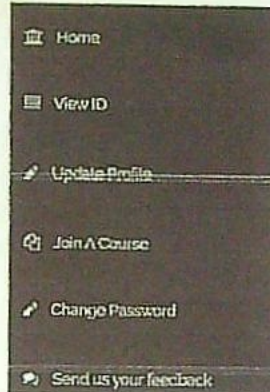 Home
View ID
Update Profile
Join A Course
Change Password
Send us your feedback